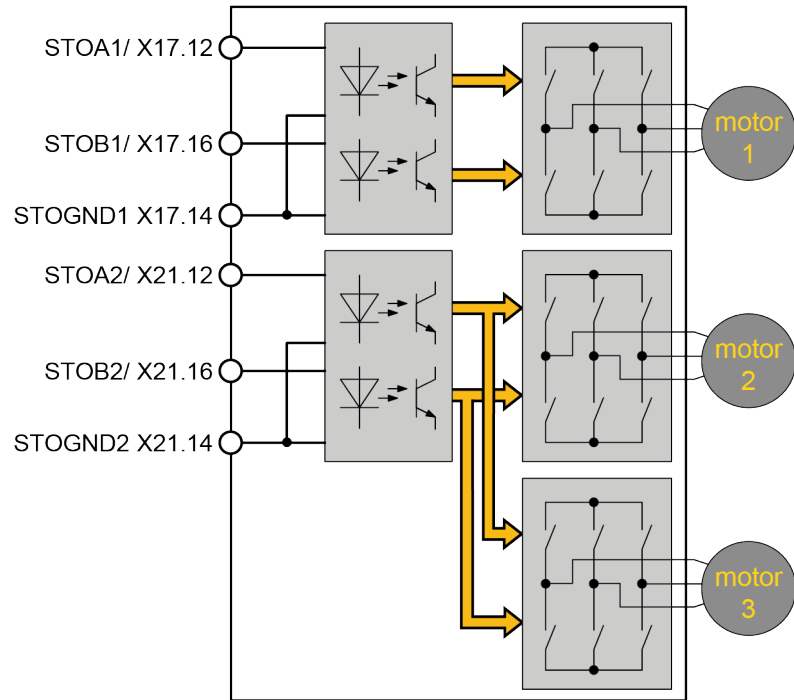 STOA1/ X17.12
STOB1/ X17.16
STOGND1 X17.14
motor
1
STOA2/ X21.12
STOB2/ X21.16
STOGND2 X21.14
motor
2
motor
3